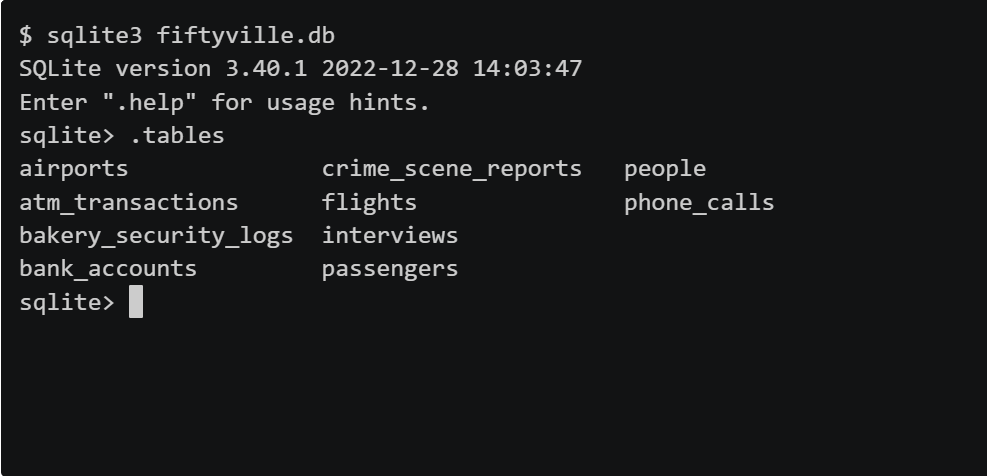 $ sqlite3 fiftyville.db
SQLite version 3.40.1 2022-12-28 14:03:47
Enter ".help" for usage hints.
sqlite> .tables
airports              crime_scene_reports   people
atm_transactions      flights               phone_calls
bakery_security_logs  interviews
bank_accounts         passengers
sqlite>